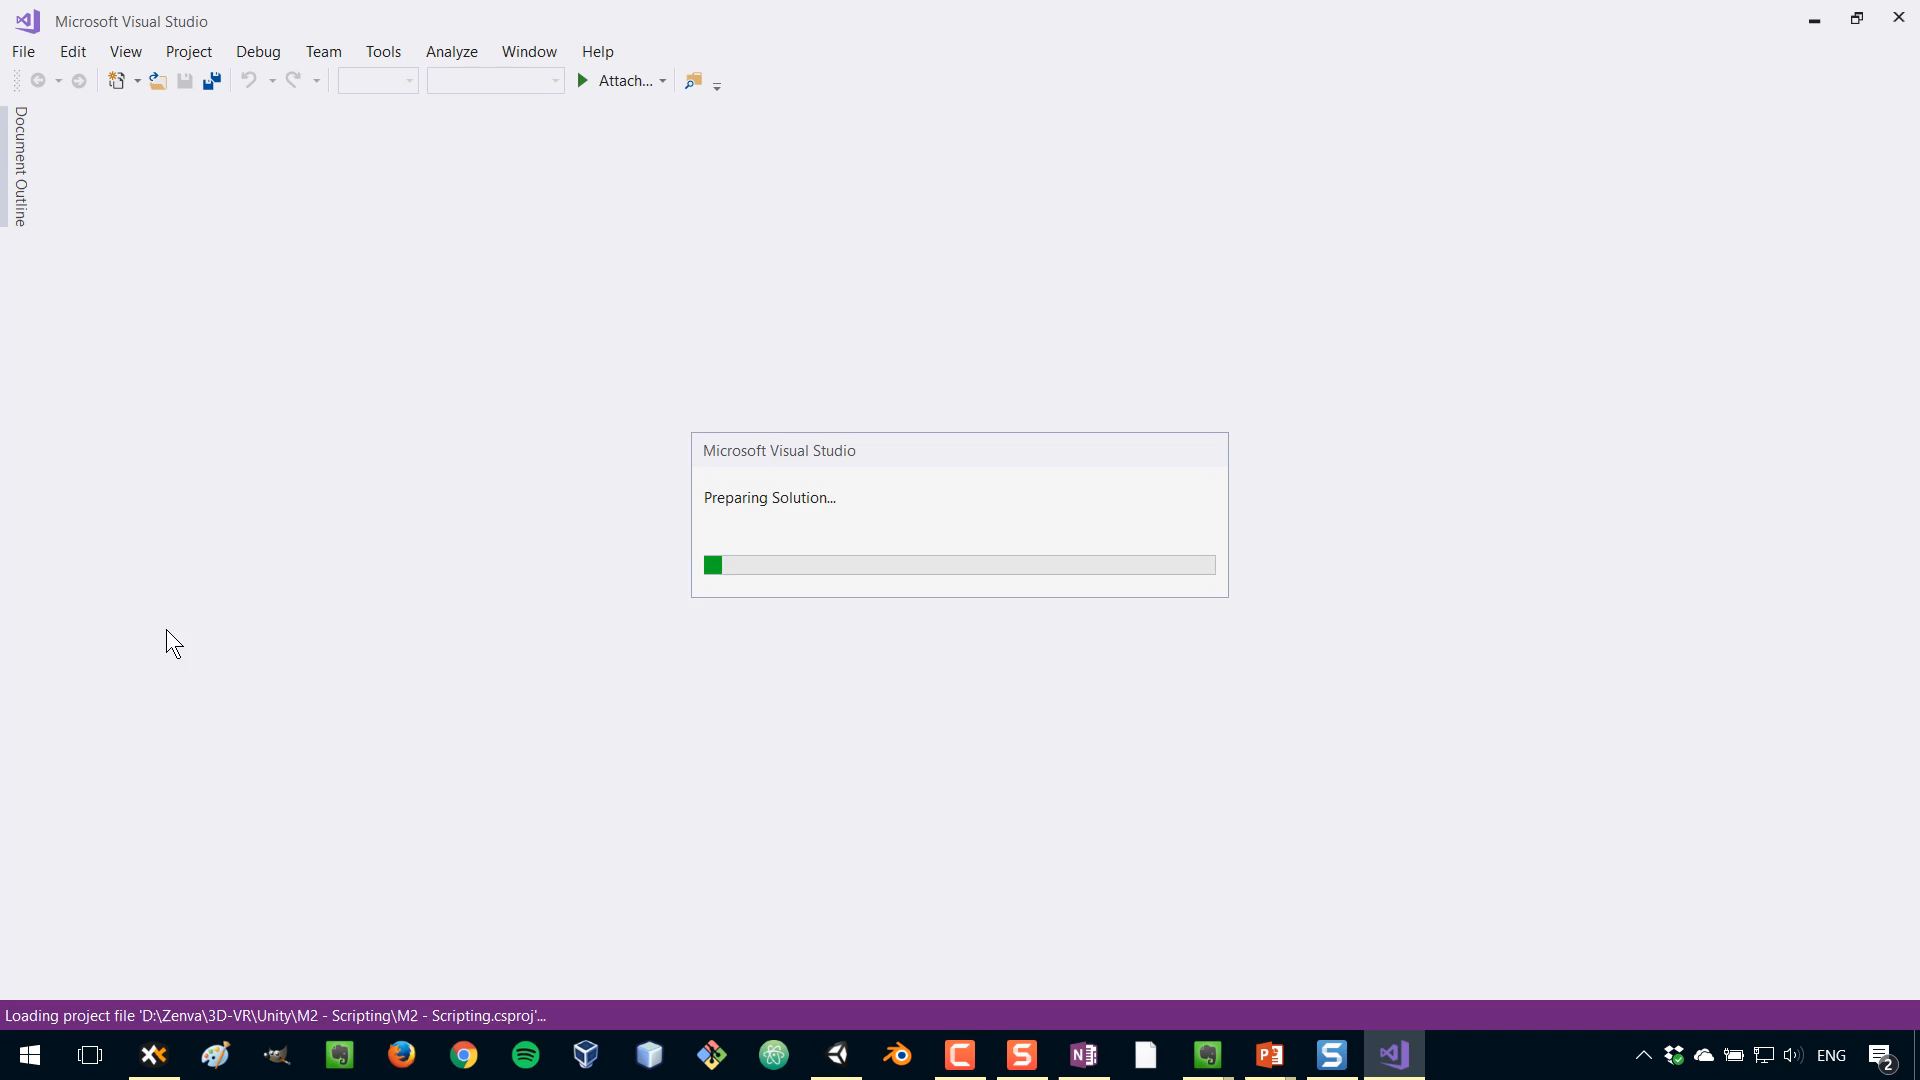 Microsoft Visual Studio
File Edit View Project Debug Team Tools Analyze Window Help
Attach...
Document Outline
Microsoft Visual Studio
Preparing Solution...
Loading project file 'D:\Zenva\3D-VR\Unity\M2 - Scripting\M2 - Scripting.csproj'...
ENG
2